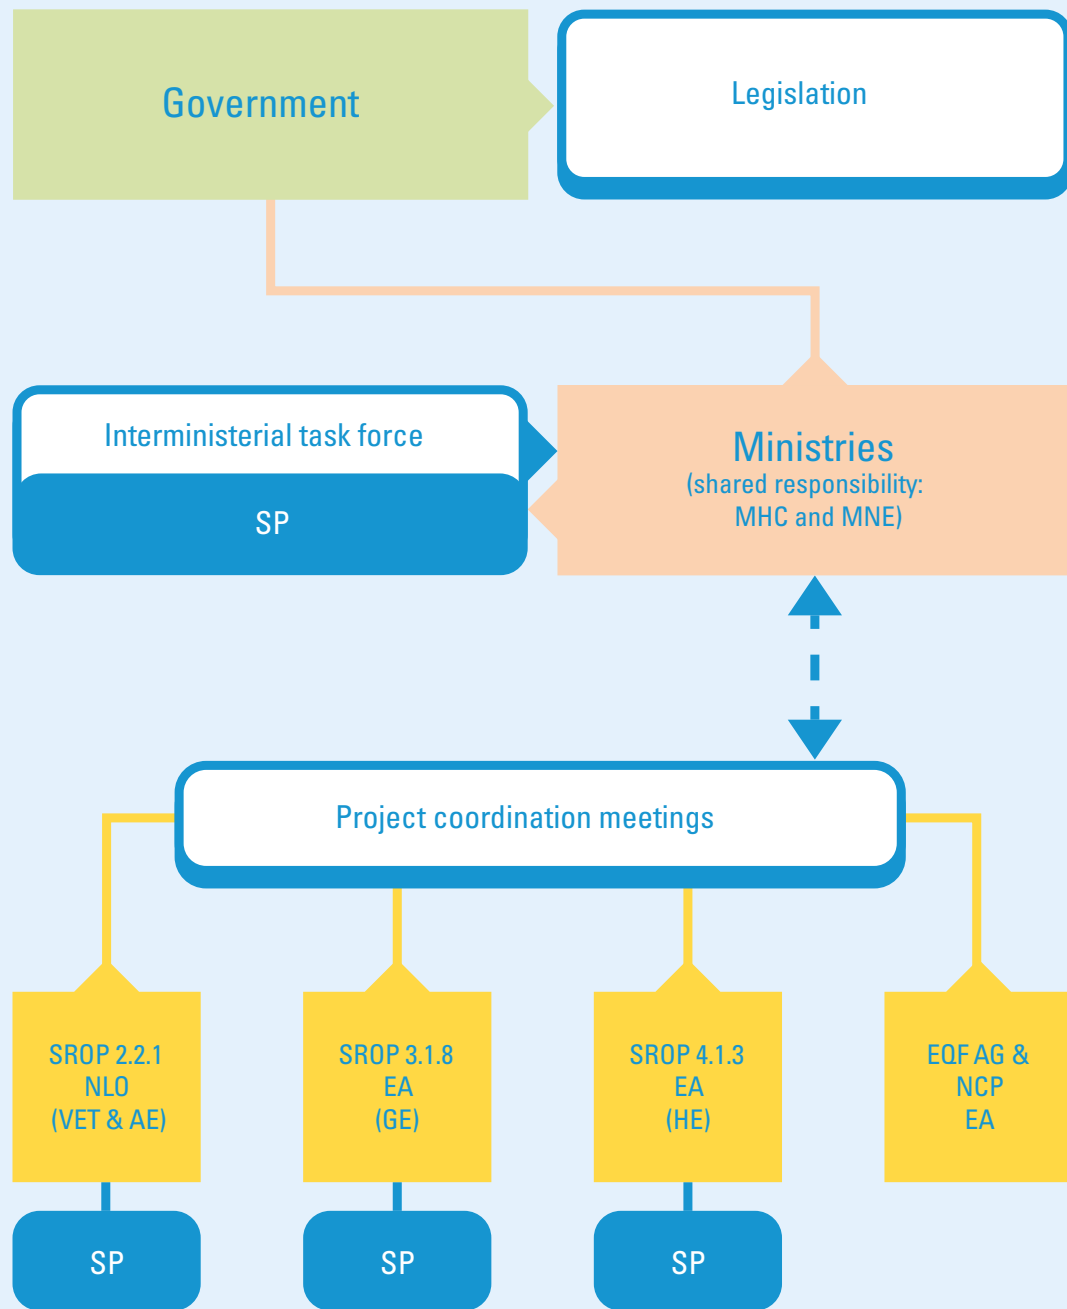 Government
Legislation
Interministerial task force
SP
Ministries
(shared responsibility:
MHC and MNE)
Project coordination meetings
SROP 2.2.1
NLO
(VET & AE)
SROP 3.1.8
EA
(GE)
SROP 4.1.3
EA
(HE)
EQF AG &
NCP
EA
SP
SP
SP